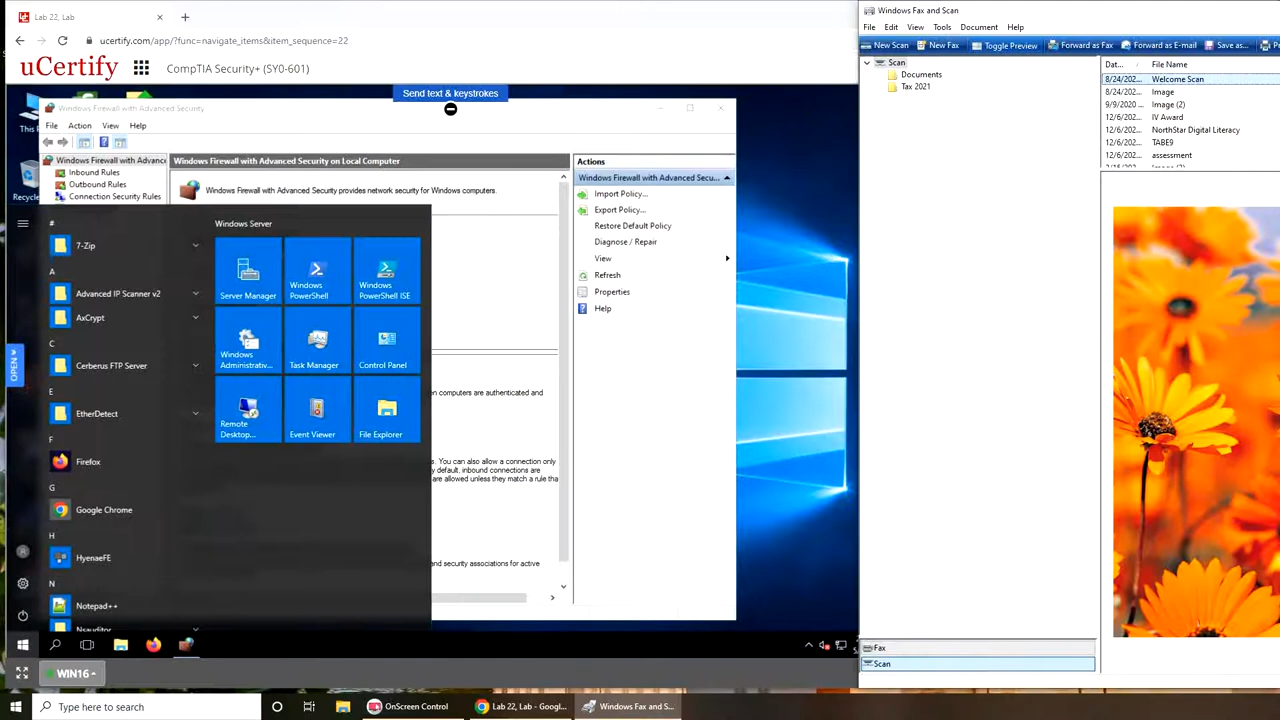 Lab 22, Lab
ucertify.com/app/?func=navigate_items&item_sequence=22
uCertify
CompTIA Security+ (SY0-601)
Send text & keystrokes
This
Recycle
Windows Firewall with Advanced Security
File Action View Help
Windows Firewall with Advance
Inbound Rules
Outbound Rules
Connection Security Rules
Windows Firewall with Advanced Security on Local Computer
Windows Firewall with Advanced Security provides network security for Windows computers.
en computers are authenticated and
s. You can also allow a connection only
y default, inbound connections are
are allowed unless they match a rule tha
and security associations for active
Actions
Windows Firewall with Advanced Secu...
Import Policy...
Export Policy...
Restore Default Policy
Diagnose / Repair
View
Refresh
Properties
Help
#
7-Zip
A
Advanced IP Scanner v2
AxCrypt
C
Cerberus FTP Server
E
EtherDetect
F
Firefox
G
Google Chrome
H
HyenaeFE
N
Notepad++
Nsauditor
Windows Server
Server Manager
Windows PowerShell
Windows PowerShell ISE
Windows Administrativ...
Task Manager
Control Panel
Remote Desktop...
Event Viewer
File Explorer
OPEN
WIN16
Windows Fax and Scan
File Edit View Tools Document Help
New Scan New Fax Toggle Preview Forward as Fax Forward as E-mail Save as...
Scan
Documents
Tax 2021
Dat... File Name
8/24/202... Welcome Scan
8/24/202... Image
9/9/2020 ... Image (2)
12/6/202... IV Award
12/6/202... NorthStar Digital Literacy
12/6/202... TABE9
12/6/202... assessment
Fax
Scan
Type here to search
OnScreen Control
Lab 22, Lab - Googl...
Windows Fax and S...